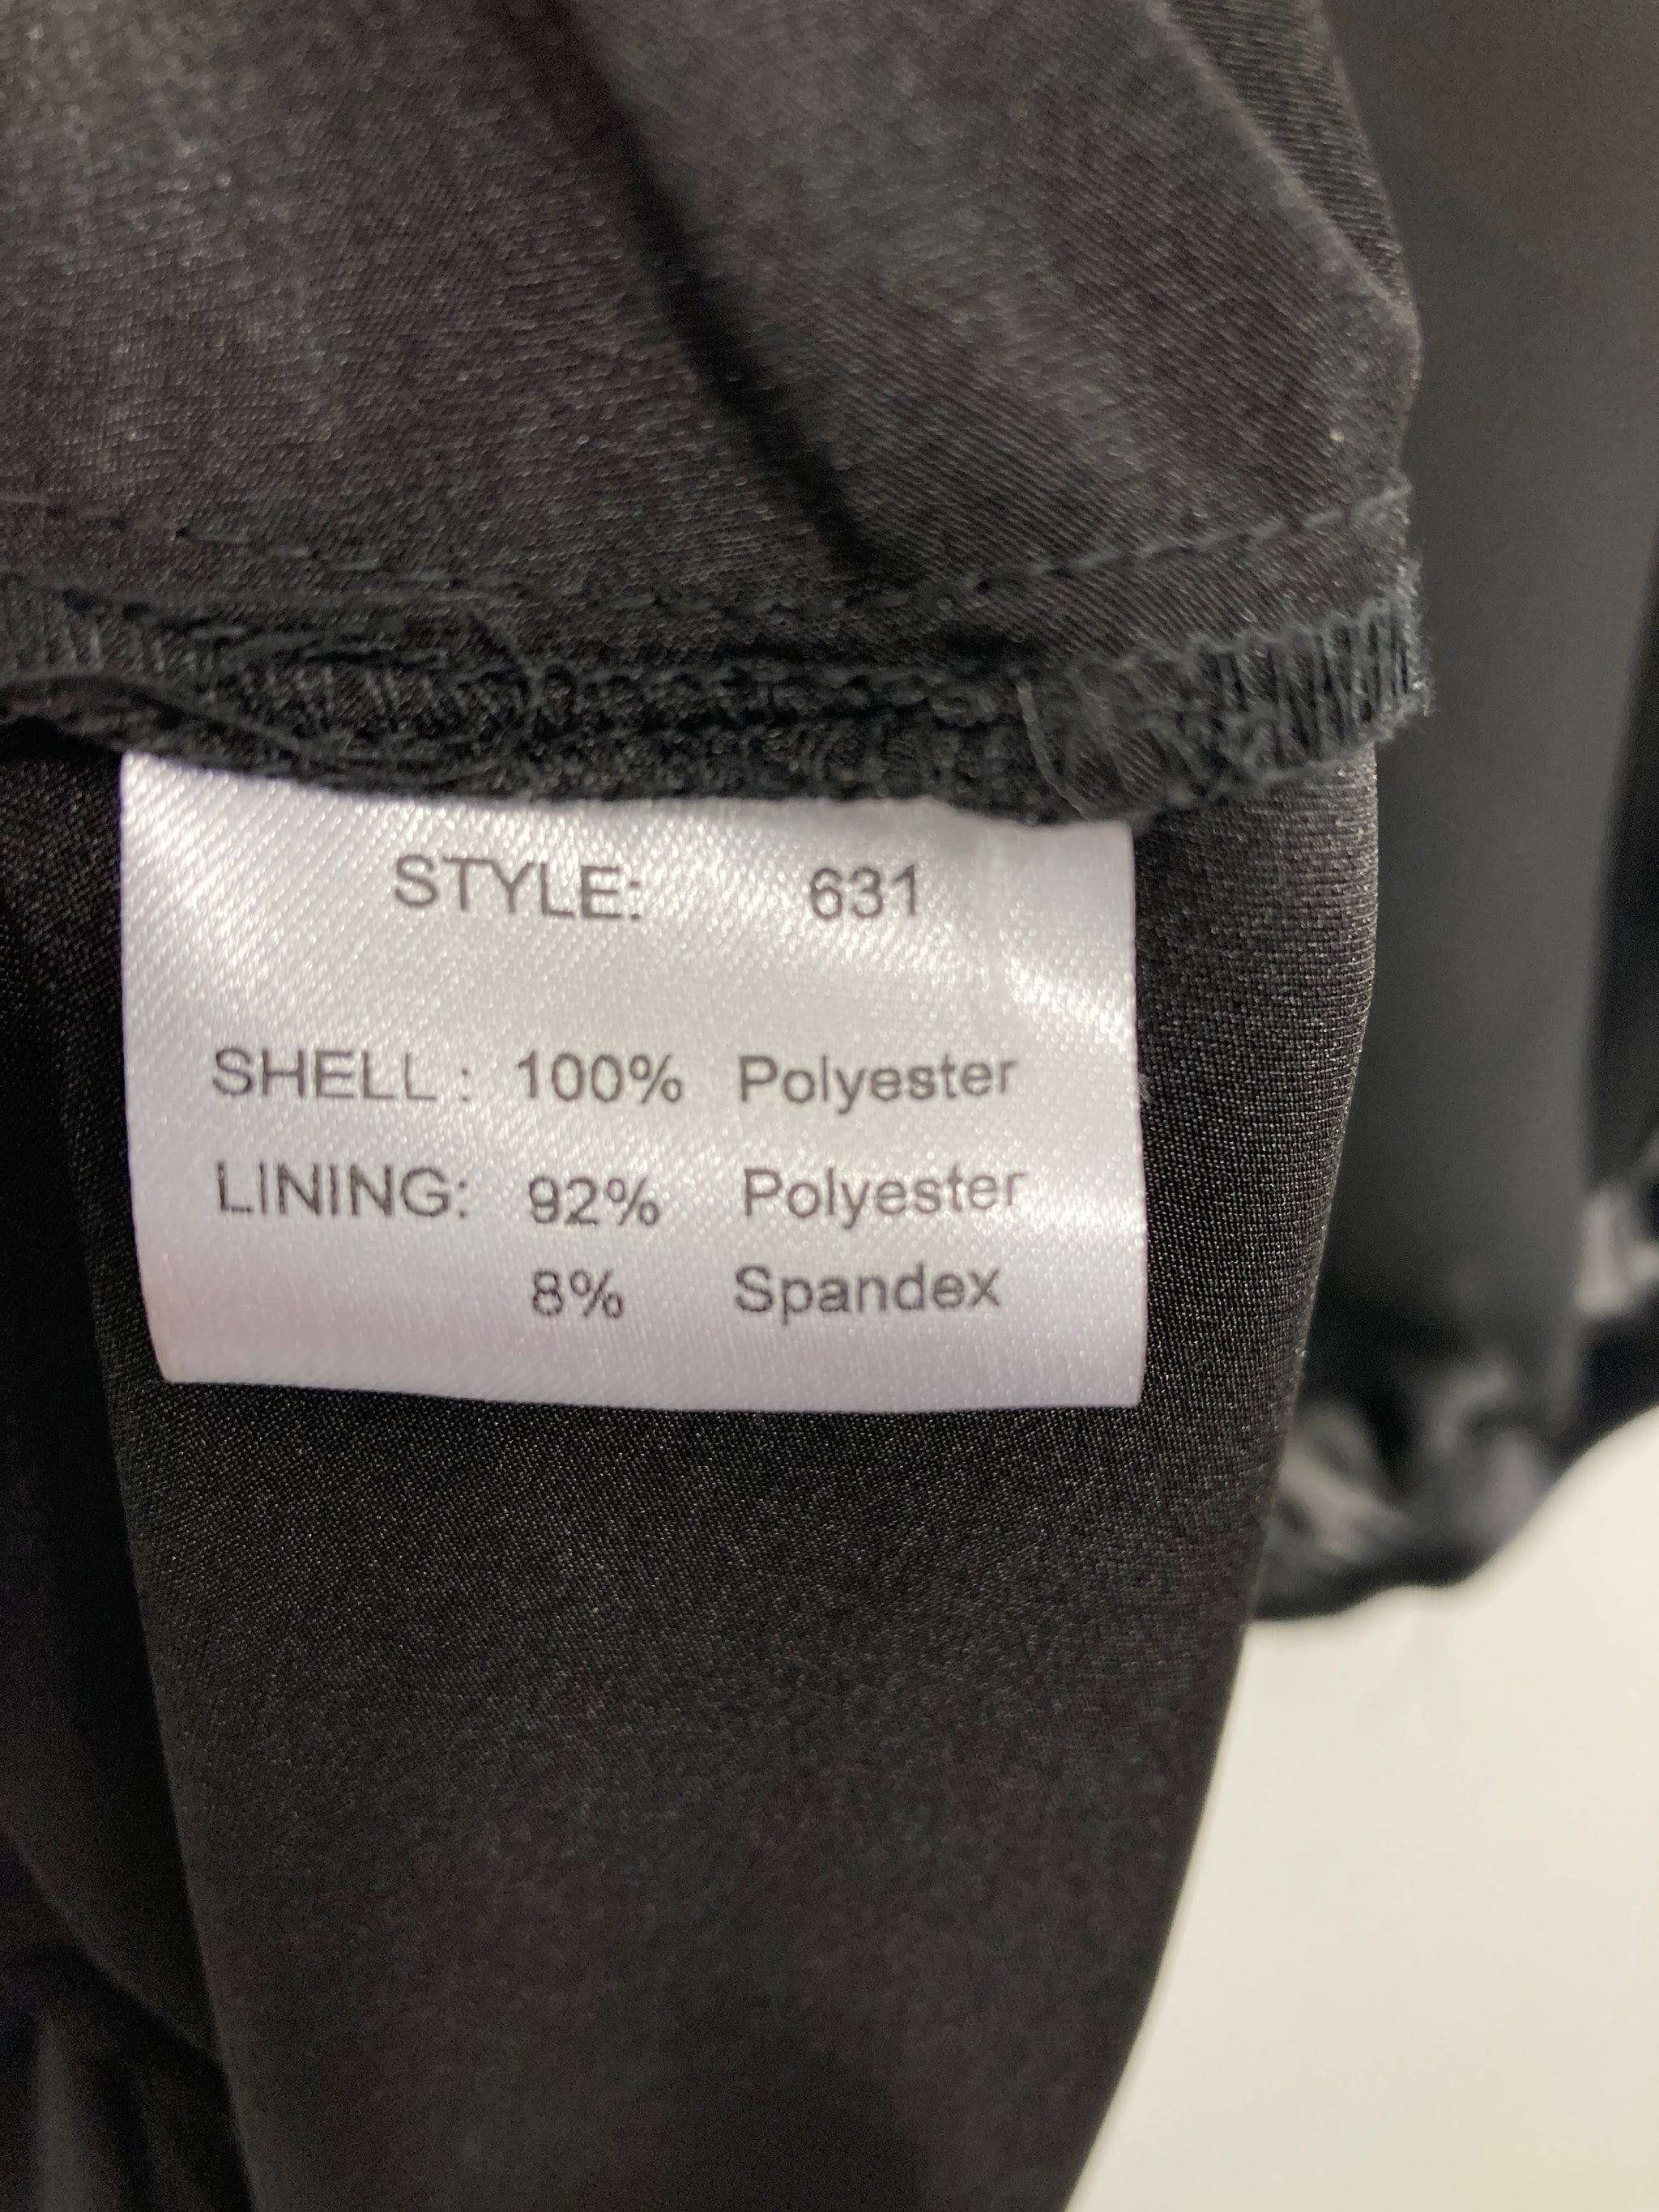 STYLE: 631
SHELL : 100% Polyester
LINING: 92% Polyester
8% Spandex